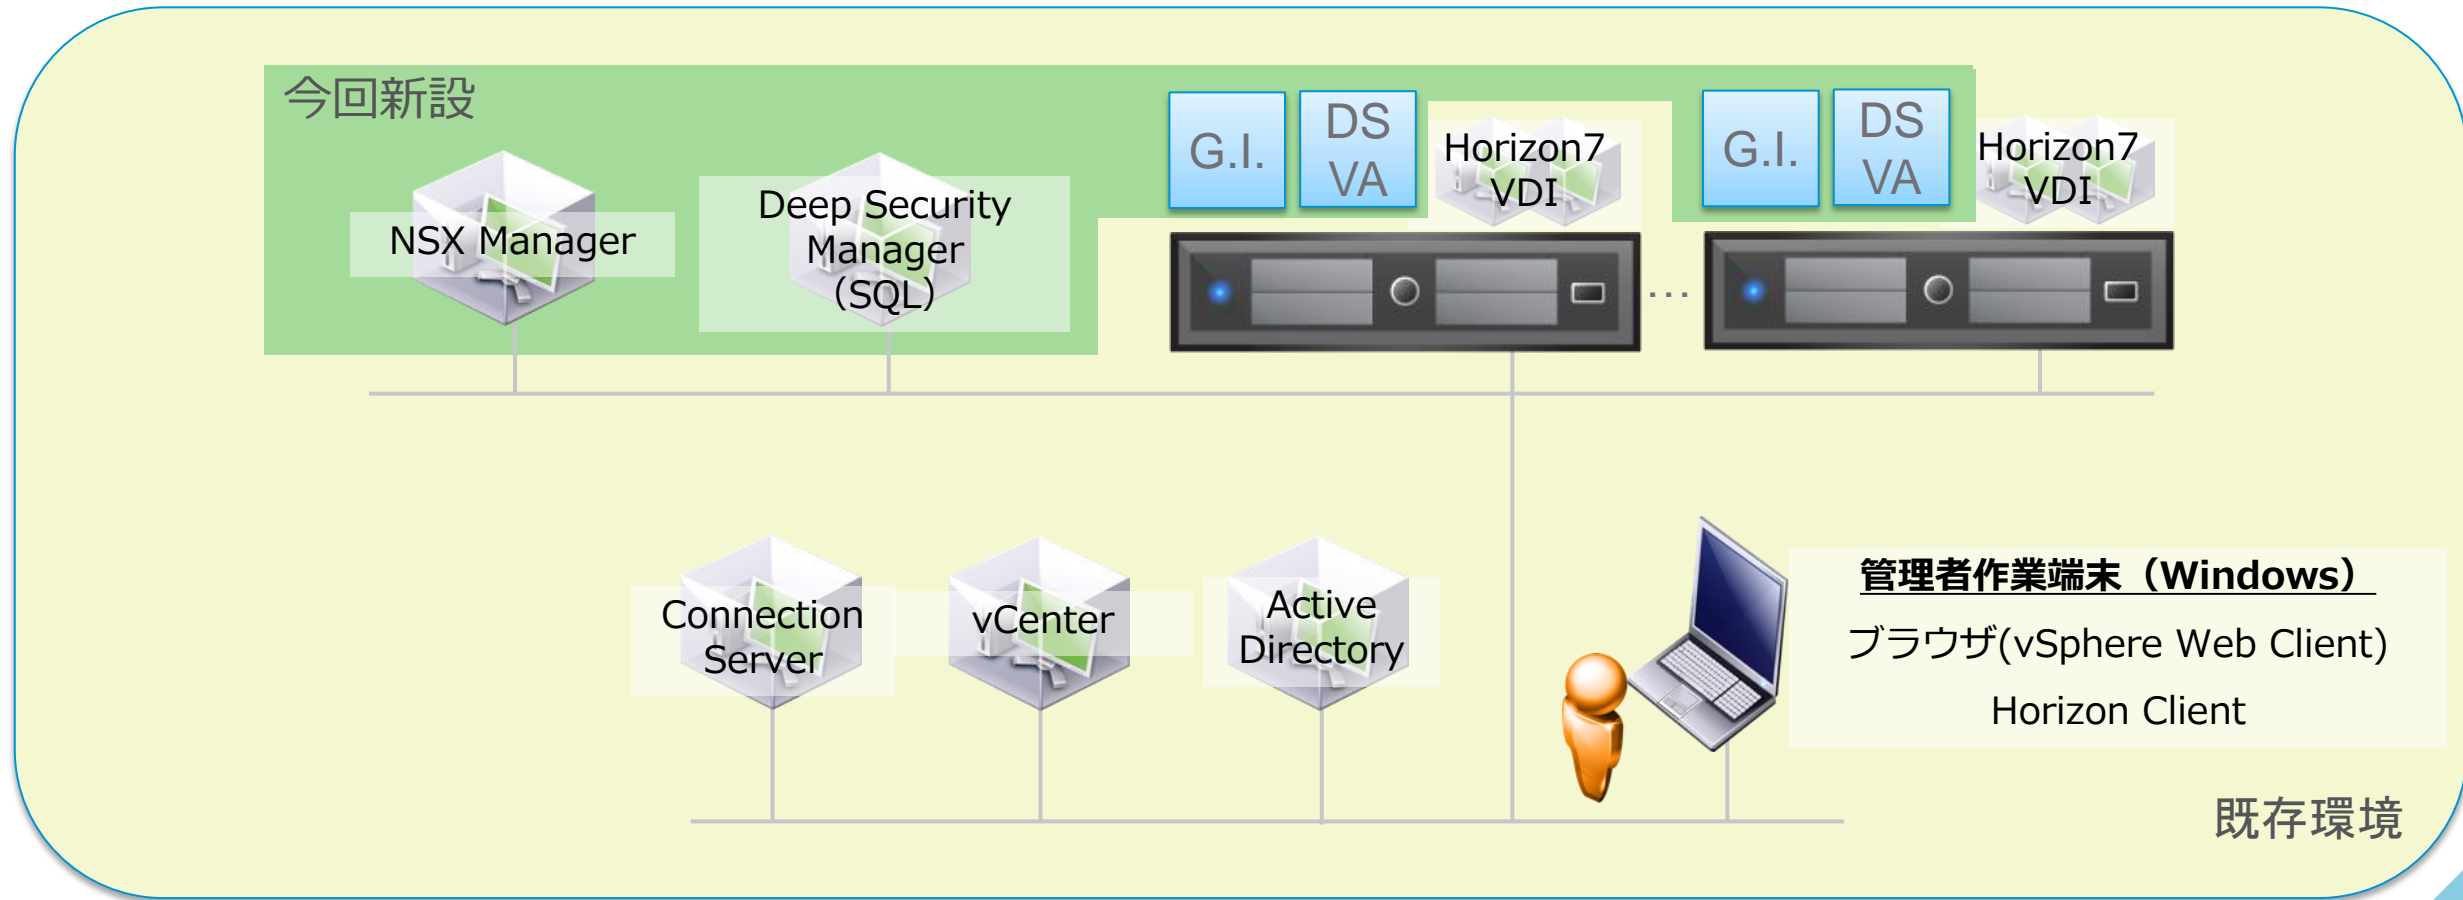 今回新設
NSX Manager
Deep Security
Manager
（SQL）
G.I.
DS
VA
Horizon7
VDI
...
G.I.
DS
VA
Horizon7
VDI
Connection
Server
vCenter
Active
Directory
管理者作業端末（Windows）
ブラウザ(vSphere Web Client)
Horizon Client
既存環境